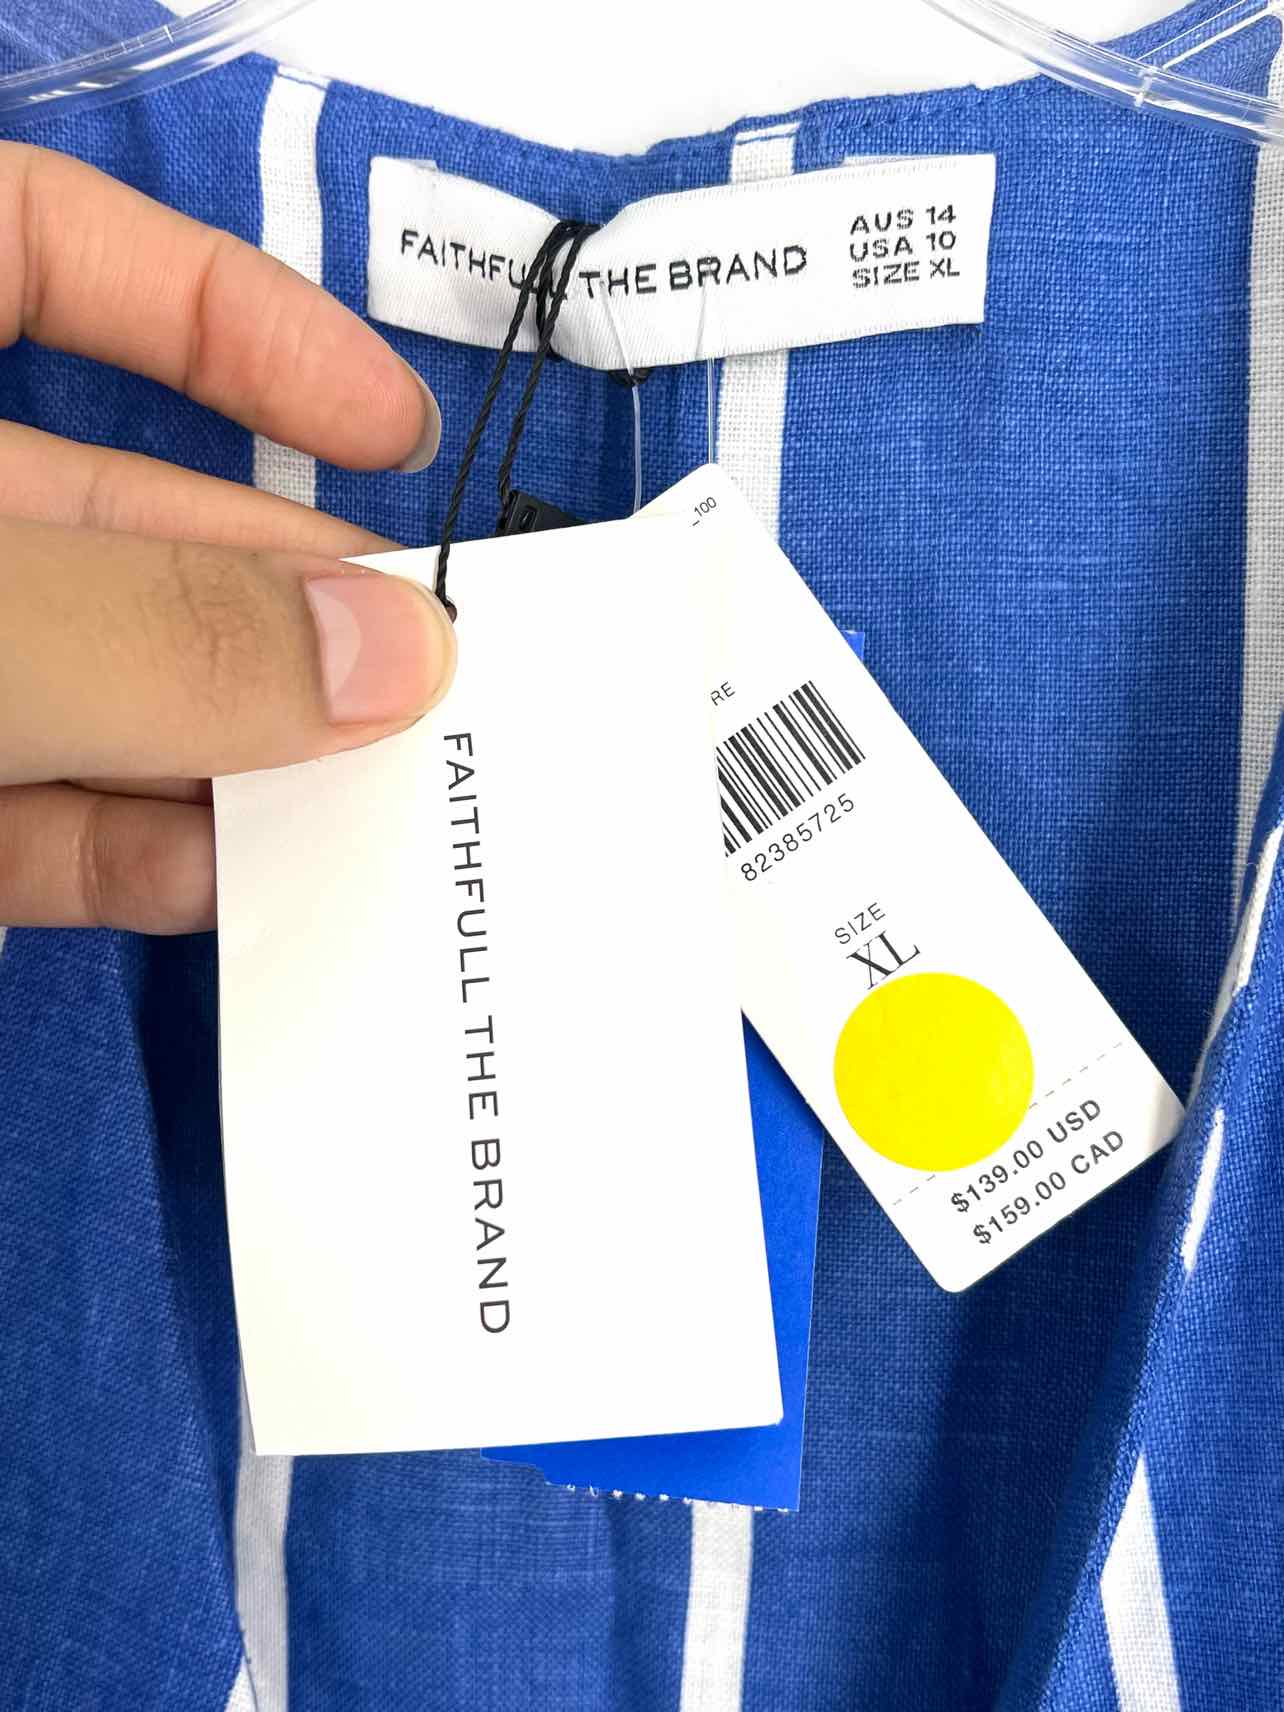 FAITHFULL THE BRAND
AUS 14
USA 10
SIZE XL
_100
RE
82385725
SIZE
XL
$139.00 USD
$159.00 CAD
FAITHFULL THE BRAND